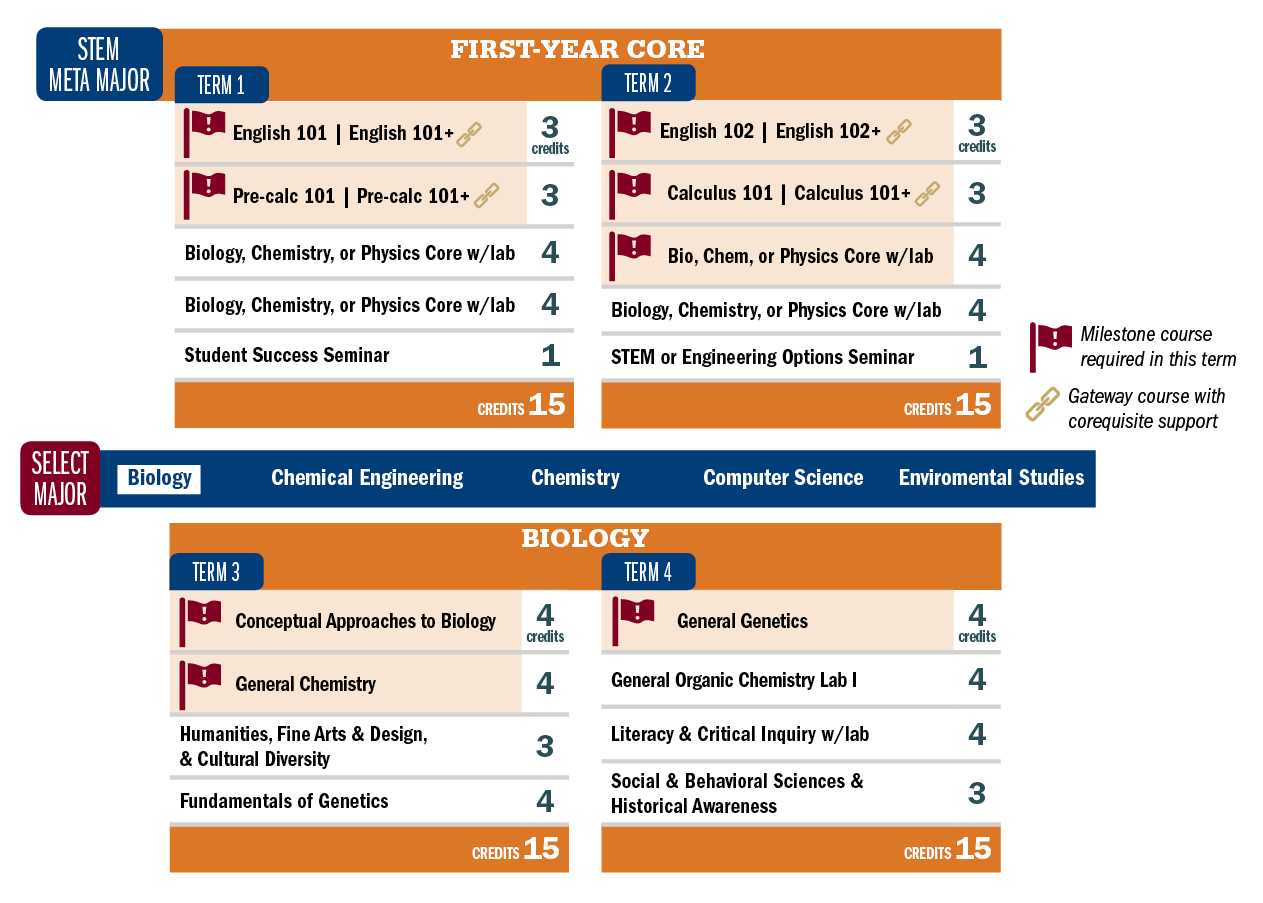 STEM
META MAJOR
FIRST-YEAR CORE
TERM 1
English 101 | English 101+
3
credits
Pre-calc 101 | Pre-calc 101+
3
Biology, Chemistry, or Physics Core w/lab
4
Biology, Chemistry, or Physics Core w/lab
4
Student Success Seminar
1
CREDITS 15
TERM 2
English 102 | English 102+
3
credits
Calculus 101 | Calculus 101+
3
Bio, Chem, or Physics Core w/lab
4
Biology, Chemistry, or Physics Core w/lab
4
STEM or Engineering Options Seminar
1
CREDITS 15
! Milestone course
required in this term
Gateway course with
corequisite support
SELECT
MAJOR
Biology
Chemical Engineering
Chemistry
Computer Science
Enviromental Studies
BIOLOGY
TERM 3
Conceptual Approaches to Biology
4
credits
General Chemistry
4
Humanities, Fine Arts & Design,
& Cultural Diversity
3
Fundamentals of Genetics
4
CREDITS 15
TERM 4
General Genetics
4
credits
General Organic Chemistry Lab I
4
Literacy & Critical Inquiry w/lab
4
Social & Behavioral Sciences &
Historical Awareness
3
CREDITS 15